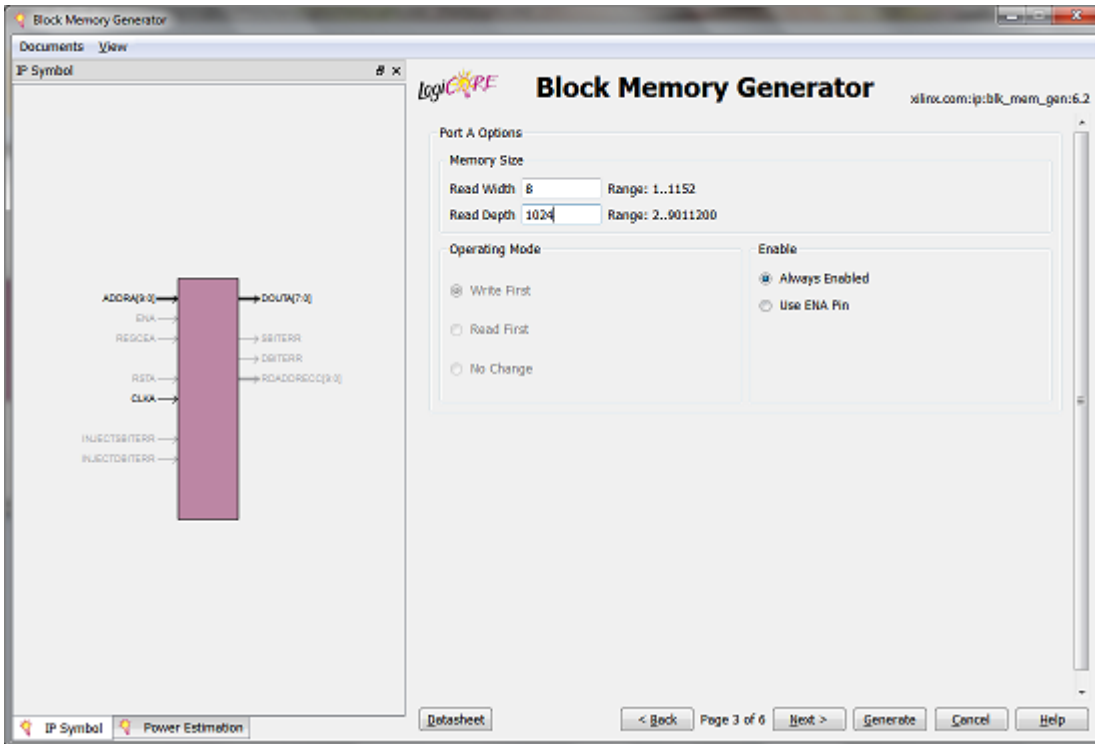 Block Memory Generator
Documents View
IP Symbol
ADDRA[9:0]
ENA
REGCEA
RSTA
CLKA
INJECTSBITERR
INJECTDBITERR
DOUTA[7:0]
SBITERR
DBITERR
RDADDRECC[9:0]
IP Symbol Power Estimation
LogiCORE
Block Memory Generator
xilinx.com:ip:blk_mem_gen:6.2
Port A Options
Memory Size
Read Width 8 Range: 1..1152
Read Depth 1024 Range: 2..9011200
Operating Mode
Write First
Read First
No Change
Enable
Always Enabled
Use ENA Pin
Datasheet < Back Page 3 of 6 Next > Generate Cancel Help